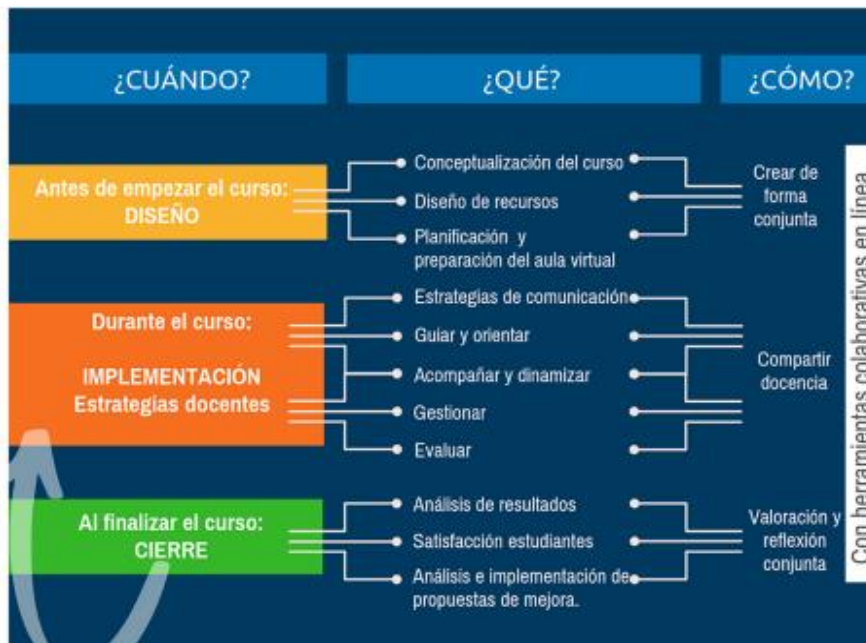 ¿CUÁNDO?
¿QUÉ?
¿CÓMO?
Antes de empezar el curso:
DISEÑO
Conceptualización del curso
Diseño de recursos
Planificación y
preparación del aula virtual
Crear de
forma
conjunta
Durante el curso:
IMPLEMENTACIÓN
Estrategias docentes
Estrategias de comunicación
Guiar y orientar
Acompañar y dinamizar
Gestionar
Evaluar
Compartir
docencia
Al finalizar el curso:
CIERRE
Análisis de resultados
Satisfacción estudiantes
Análisis e implementación de
propuestas de mejora.
Valoración y
reflexión
conjunta
Con herramientas colaborativas en línea